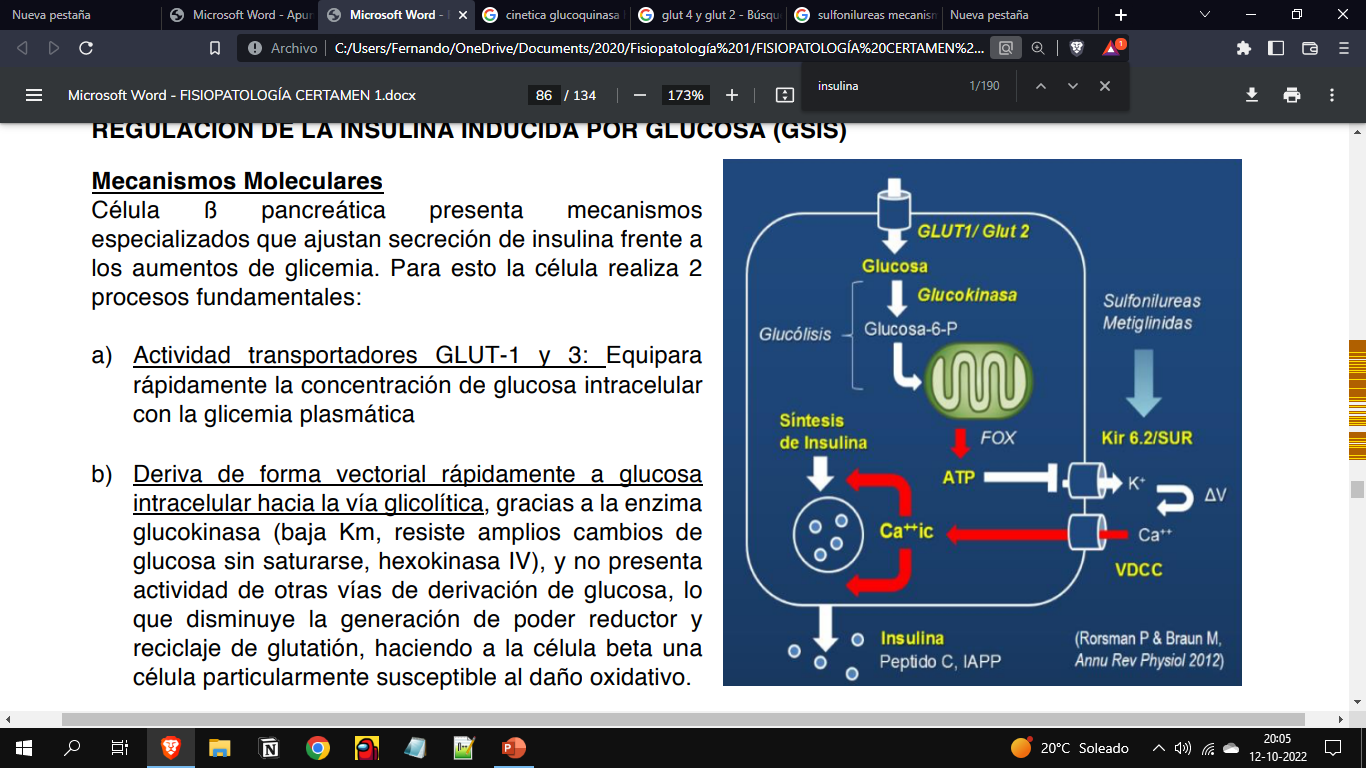 Nueva pestaña
Microsoft Word - Apun
Microsoft Word -
cinetica glucoquinasa
glut 4 y glut 2 - Búsqu
sulfonilureas mecanism
Nueva pestaña
Archivo
C:/Users/Fernando/OneDrive/Documents/2020/Fisiopatología%201/FISIOPATOLOGÍA%20CERTAMEN%2...
1
Microsoft Word - FISIOPATOLOGÍA CERTAMEN 1.docx
86 / 134
173%
insulina
1/190
REGULACIÓN DE LA INSULINA INDUCIDA POR GLUCOSA (GSIS)
Mecanismos Moleculares
Célula ß pancreática presenta mecanismos
especializados que ajustan secreción de insulina frente a
los aumentos de glicemia. Para esto la célula realiza 2
procesos fundamentales:
a) Actividad transportadores GLUT-1 y 3: Equipara
rápidamente la concentración de glucosa intracelular
con la glicemia plasmática
b) Deriva de forma vectorial rápidamente a glucosa
intracelular hacia la vía glicolítica, gracias a la enzima
glucokinasa (baja Km, resiste amplios cambios de
glucosa sin saturarse, hexokinasa IV), y no presenta
actividad de otras vías de derivación de glucosa, lo
que disminuye la generación de poder reductor y
reciclaje de glutatión, haciendo a la célula beta una
célula particularmente susceptible al daño oxidativo.
GLUT1/ Glut 2
Glucosa
Glucokinasa
Glucólisis
Glucosa-6-P
Sulfonilureas
Metiglinidas
Síntesis
de Insulina
FOX
Kir 6.2/SUR
ATP
K+
ΔV
Ca++ic
Ca++
VDCC
Insulina
Peptido C, IAPP
(Rorsman P & Braun M,
Annu Rev Physiol 2012)
20°C Soleado
20:05
12-10-2022